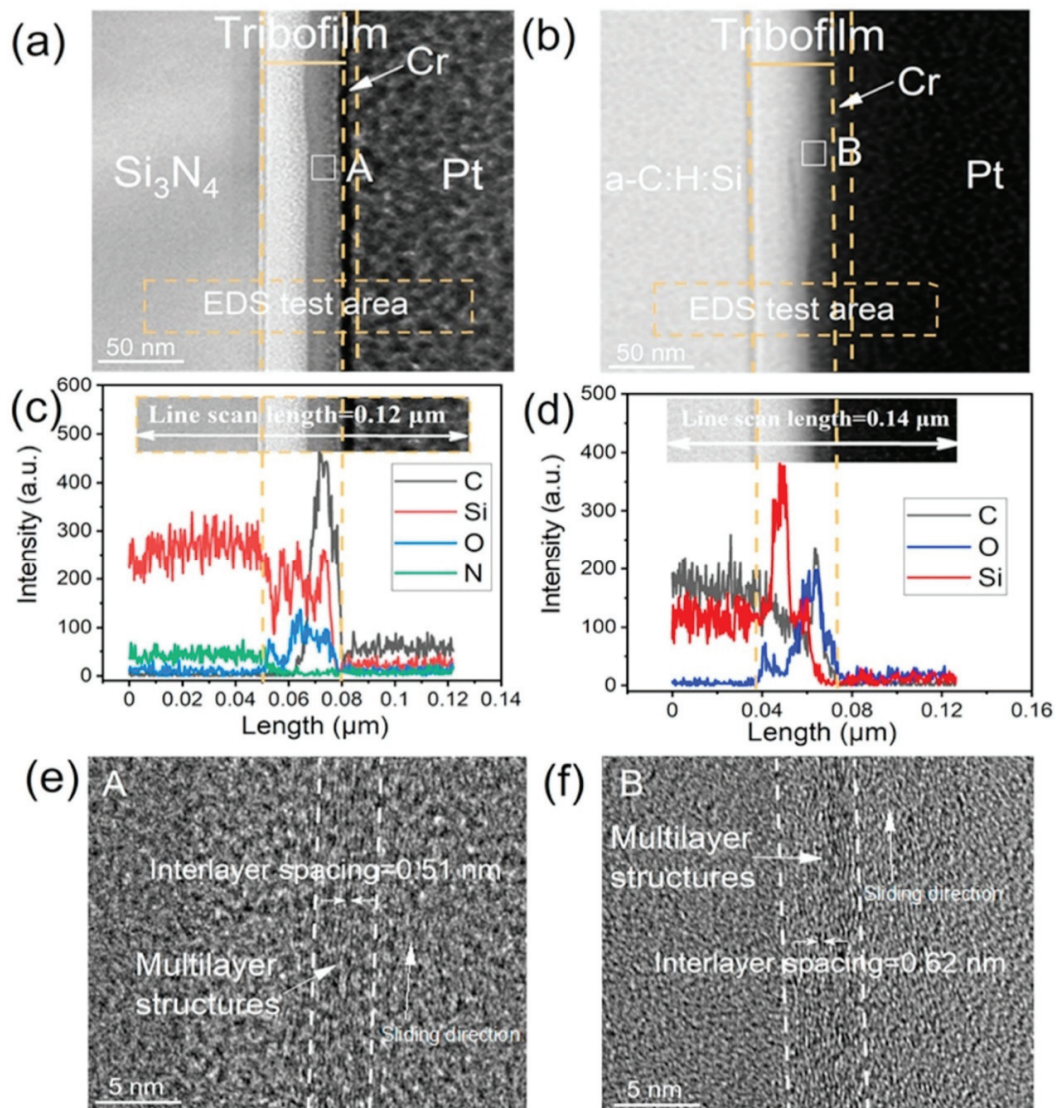 (a)
Tribofilm
Cr
Si₃N₄
A
Pt
EDS test area
50 nm
(b)
Tribofilm
Cr
a-C:H:Si
B
Pt
EDS test area
50 nm
(c)
Line scan length=0.12 μm
C
Si
O
N
Intensity (a.u.)
600
500
400
300
200
100
0
0
0.02
0.04
0.06
0.08
0.1
0.12
0.14
Length (μm)
(d)
Line scan length=0.14 μm
C
O
Si
Intensity (a.u.)
500
400
300
200
100
0
0
0.04
0.08
0.12
0.16
Length (μm)
(e)
A
Interlayer spacing=0.51 nm
Multilayer
structures
Sliding direction
5 nm
(f)
B
Multilayer
structures
Sliding direction
Interlayer spacing=0.62 nm
5 nm